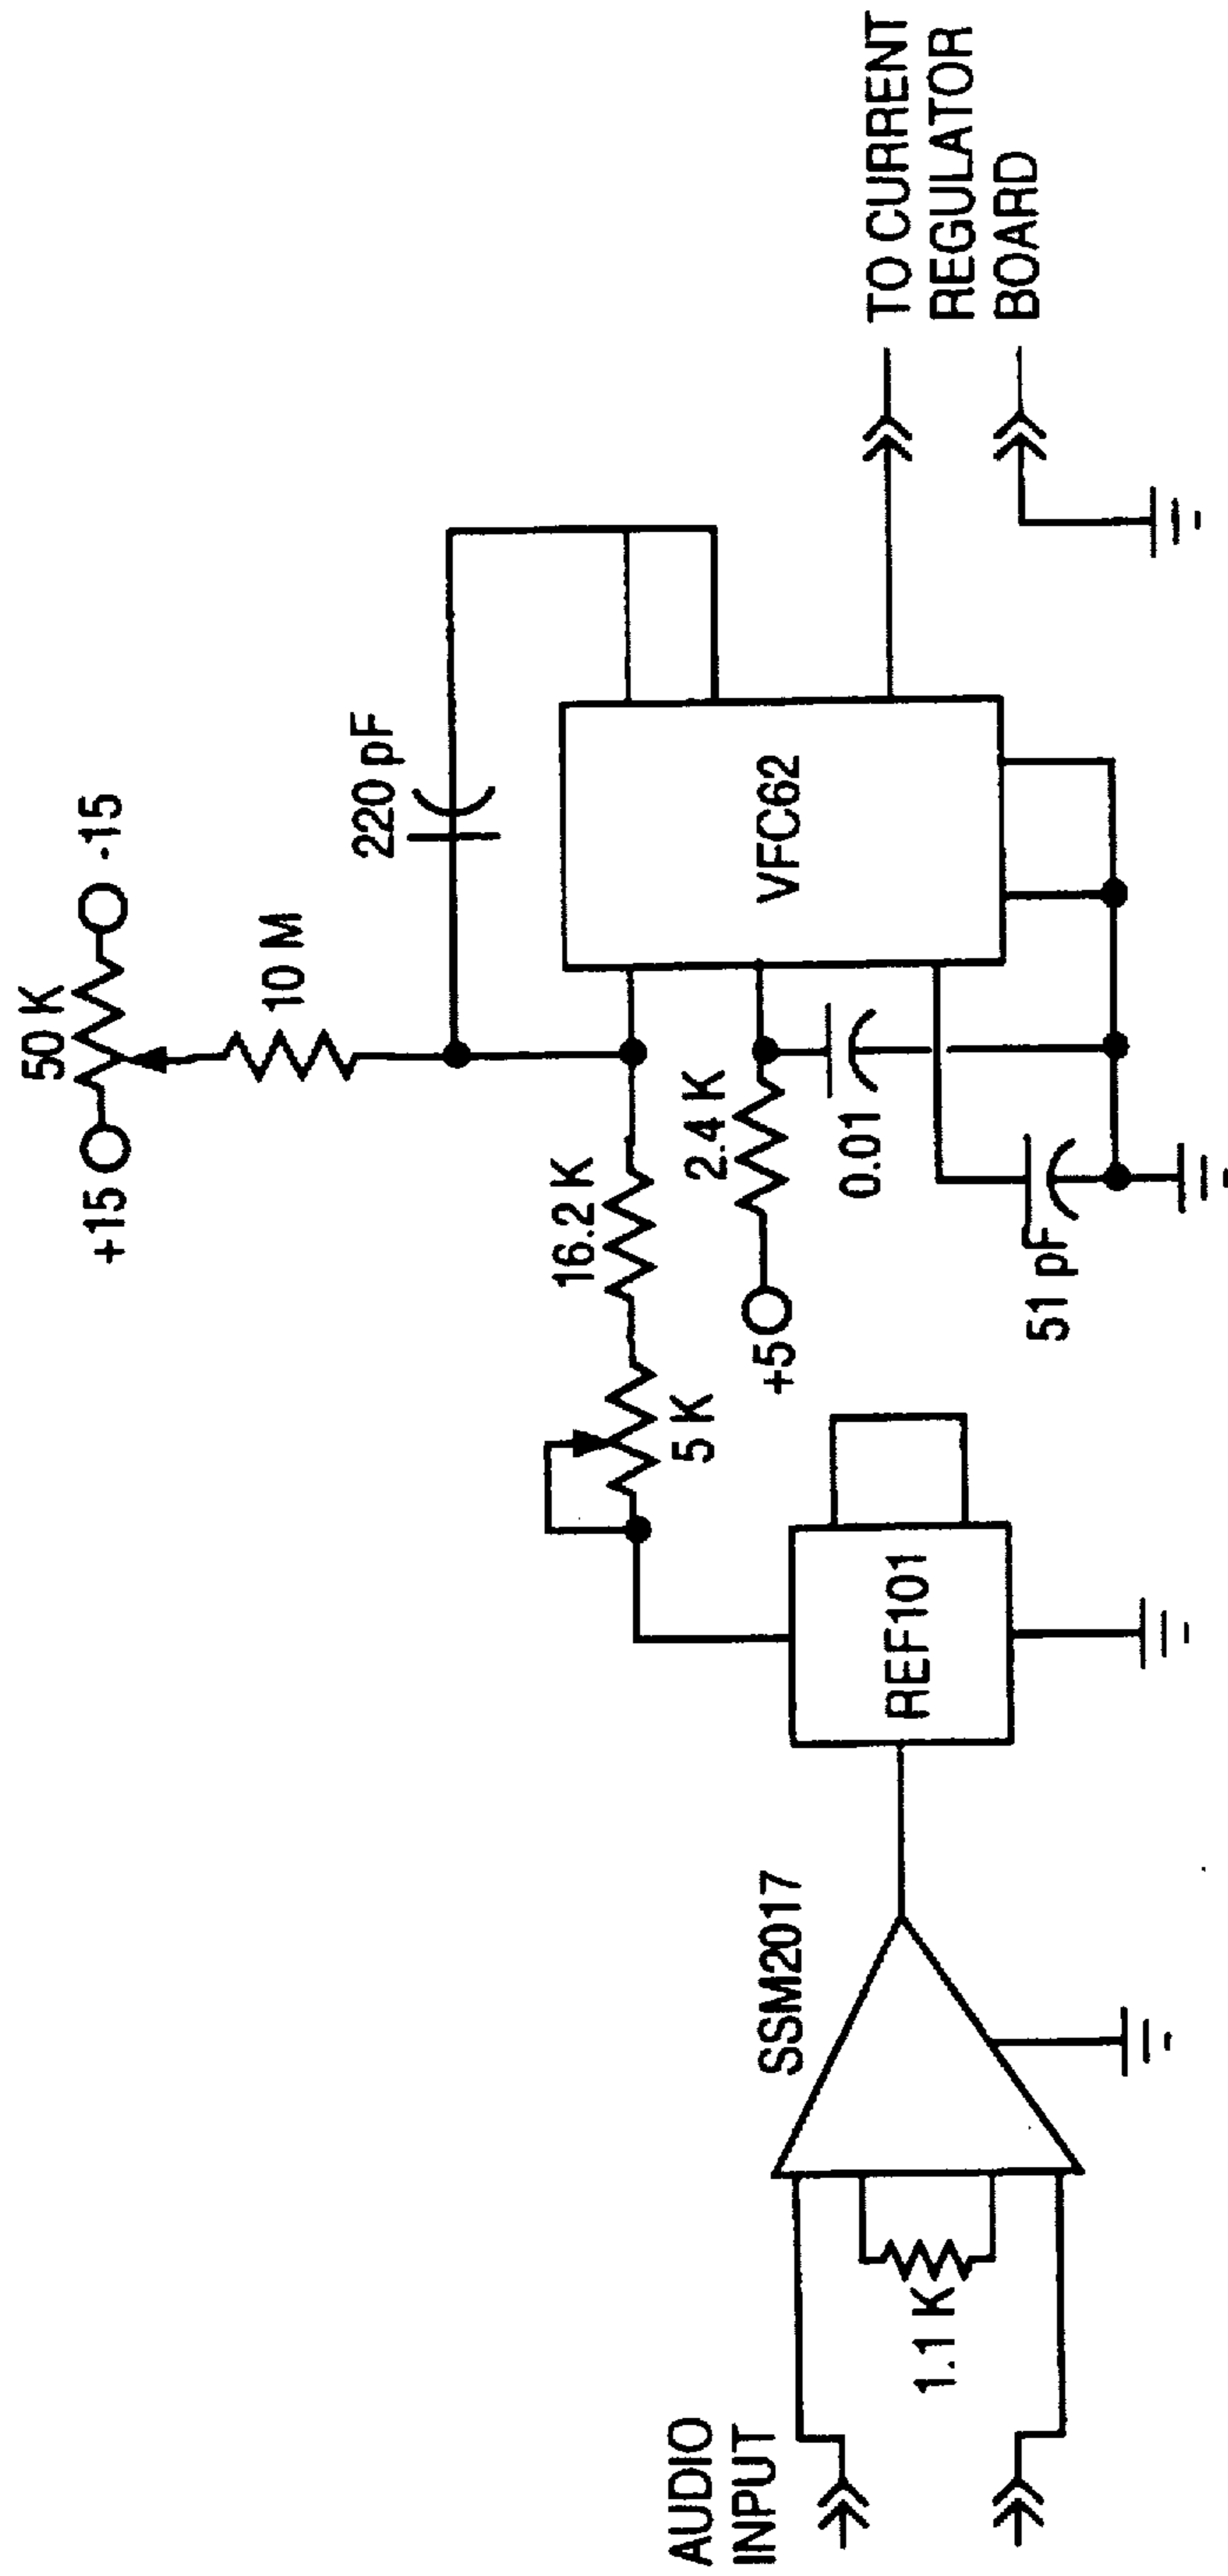 +15
50 K
-15
10 M
220 pF
16.2 K
5 K
2.4 K
+5
0.01
51 pF
VFC62
TO CURRENT
REGULATOR
BOARD
REF101
SSM2017
1.1 K
AUDIO
INPUT